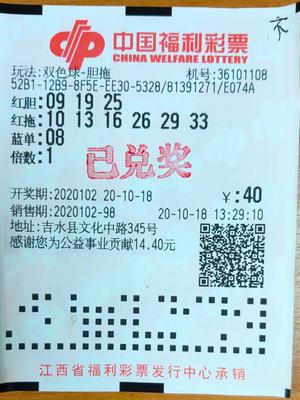 中国福利彩票
CHINA WELFARE LOTTERY
玩法:双色球-胆拖 机号:36101108
52B1-12B9-8F5E-EE30-5328/81391271/E074A
红胆:09 19 25
红拖:10 13 16 26 29 33
蓝单:08
倍数:1
已兑奖
开奖期:2020102 20-10-18 ¥:40
销售期:2020102-98 20-10-18 13:29:10
地址:吉水县文化中路345号
感谢您为公益事业贡献14.40元
江西省福利彩票发行中心承销